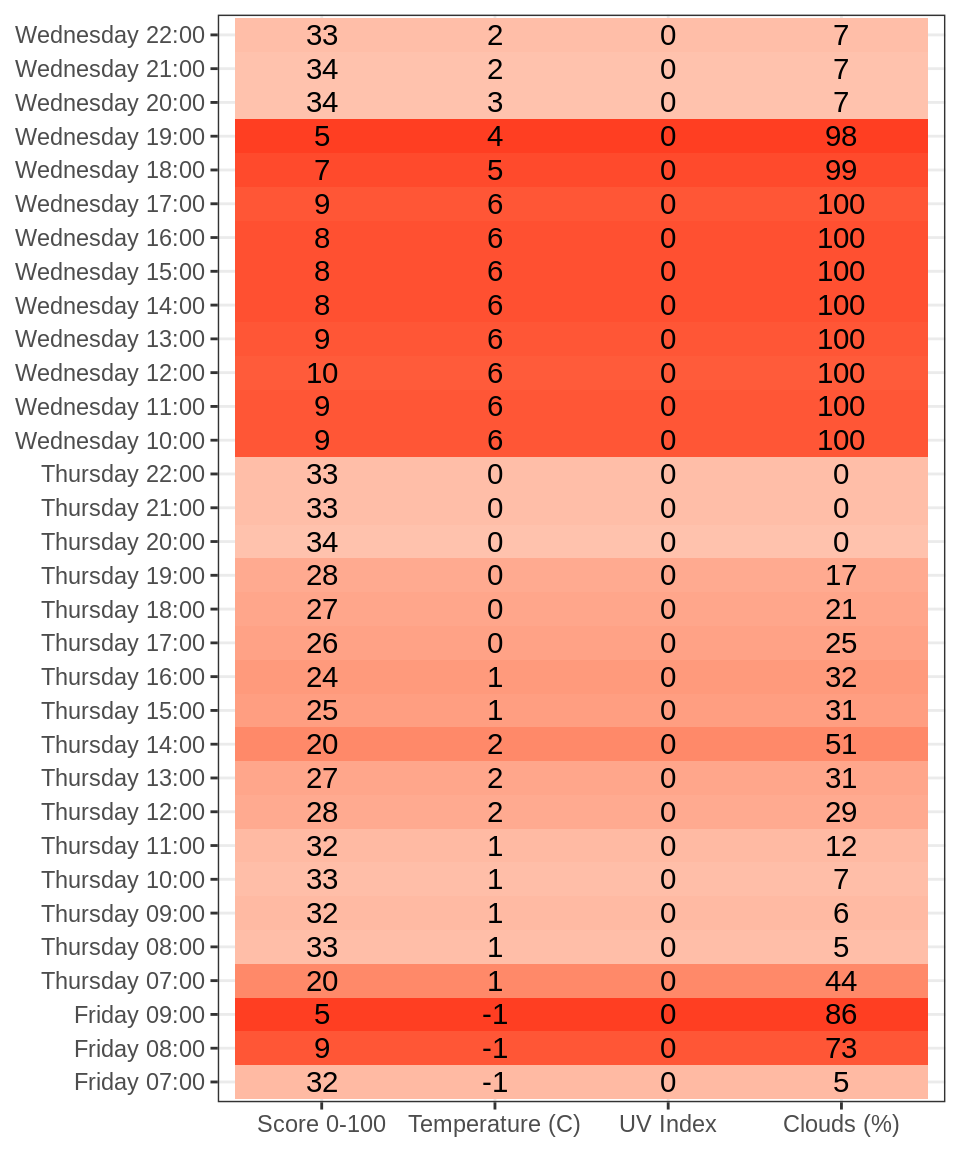 Wednesday 22:00 33 2 0 7
Wednesday 21:00 34 2 0 7
Wednesday 20:00 34 3 0 7
Wednesday 19:00 5 4 0 98
Wednesday 18:00 7 5 0 99
Wednesday 17:00 9 6 0 100
Wednesday 16:00 8 6 0 100
Wednesday 15:00 8 6 0 100
Wednesday 14:00 8 6 0 100
Wednesday 13:00 9 6 0 100
Wednesday 12:00 10 6 0 100
Wednesday 11:00 9 6 0 100
Wednesday 10:00 9 6 0 100
Thursday 22:00 33 0 0 0
Thursday 21:00 33 0 0 0
Thursday 20:00 34 0 0 0
Thursday 19:00 28 0 0 17
Thursday 18:00 27 0 0 21
Thursday 17:00 26 0 0 25
Thursday 16:00 24 1 0 32
Thursday 15:00 25 1 0 31
Thursday 14:00 20 2 0 51
Thursday 13:00 27 2 0 31
Thursday 12:00 28 2 0 29
Thursday 11:00 32 1 0 12
Thursday 10:00 33 1 0 7
Thursday 09:00 32 1 0 6
Thursday 08:00 33 1 0 5
Thursday 07:00 20 1 0 44
Friday 09:00 5 -1 0 86
Friday 08:00 9 -1 0 73
Friday 07:00 32 -1 0 5
Score 0-100 Temperature (C) UV Index Clouds (%)